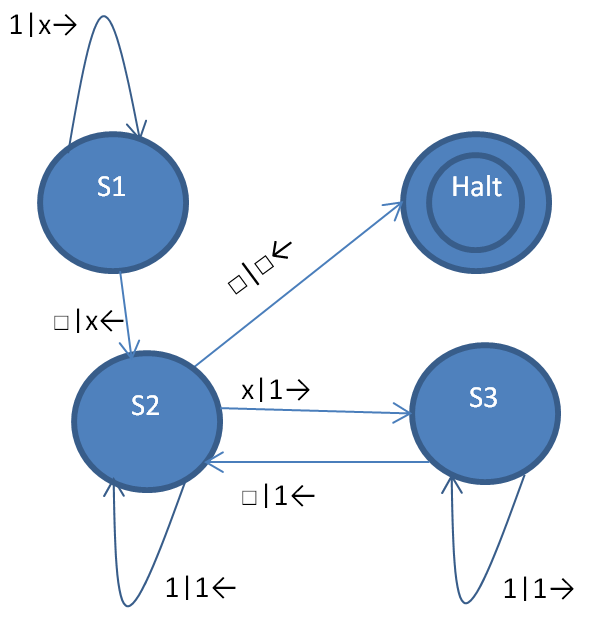 1|x→
S1
Halt
□|□←
□|x←
S2
x|1→
S3
□|1←
1|1←
1|1→